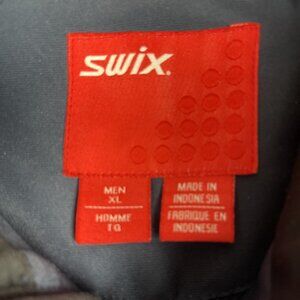 SWIX.
MEN
XL
HOMME
TG
MADE IN
INDONESIA
FABRIQUE EN
INDONESIE